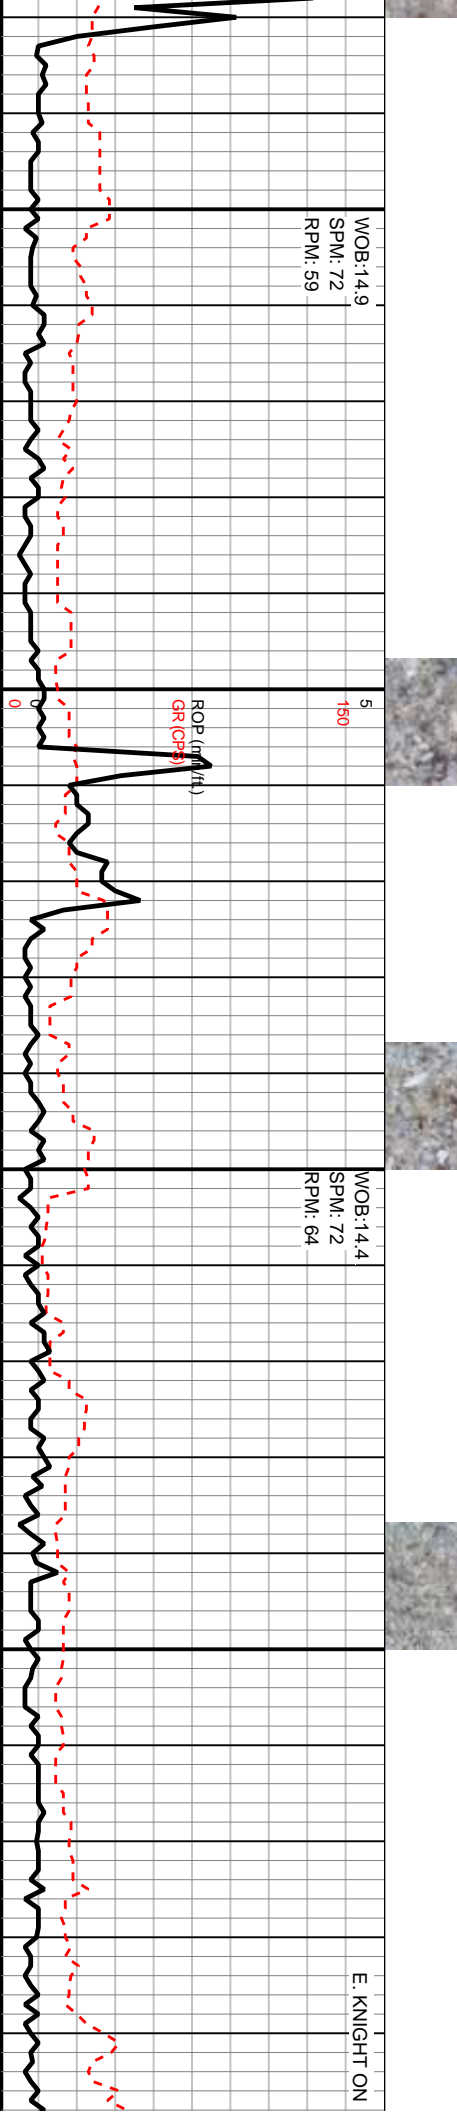 WOB:14.9
SPM: 72
RPM: 59
5
150
ROP (min/ft.)
GR (CPS)
0
0
WOB:14.4
SPM: 72
RPM: 64
E. KNIGHT ON